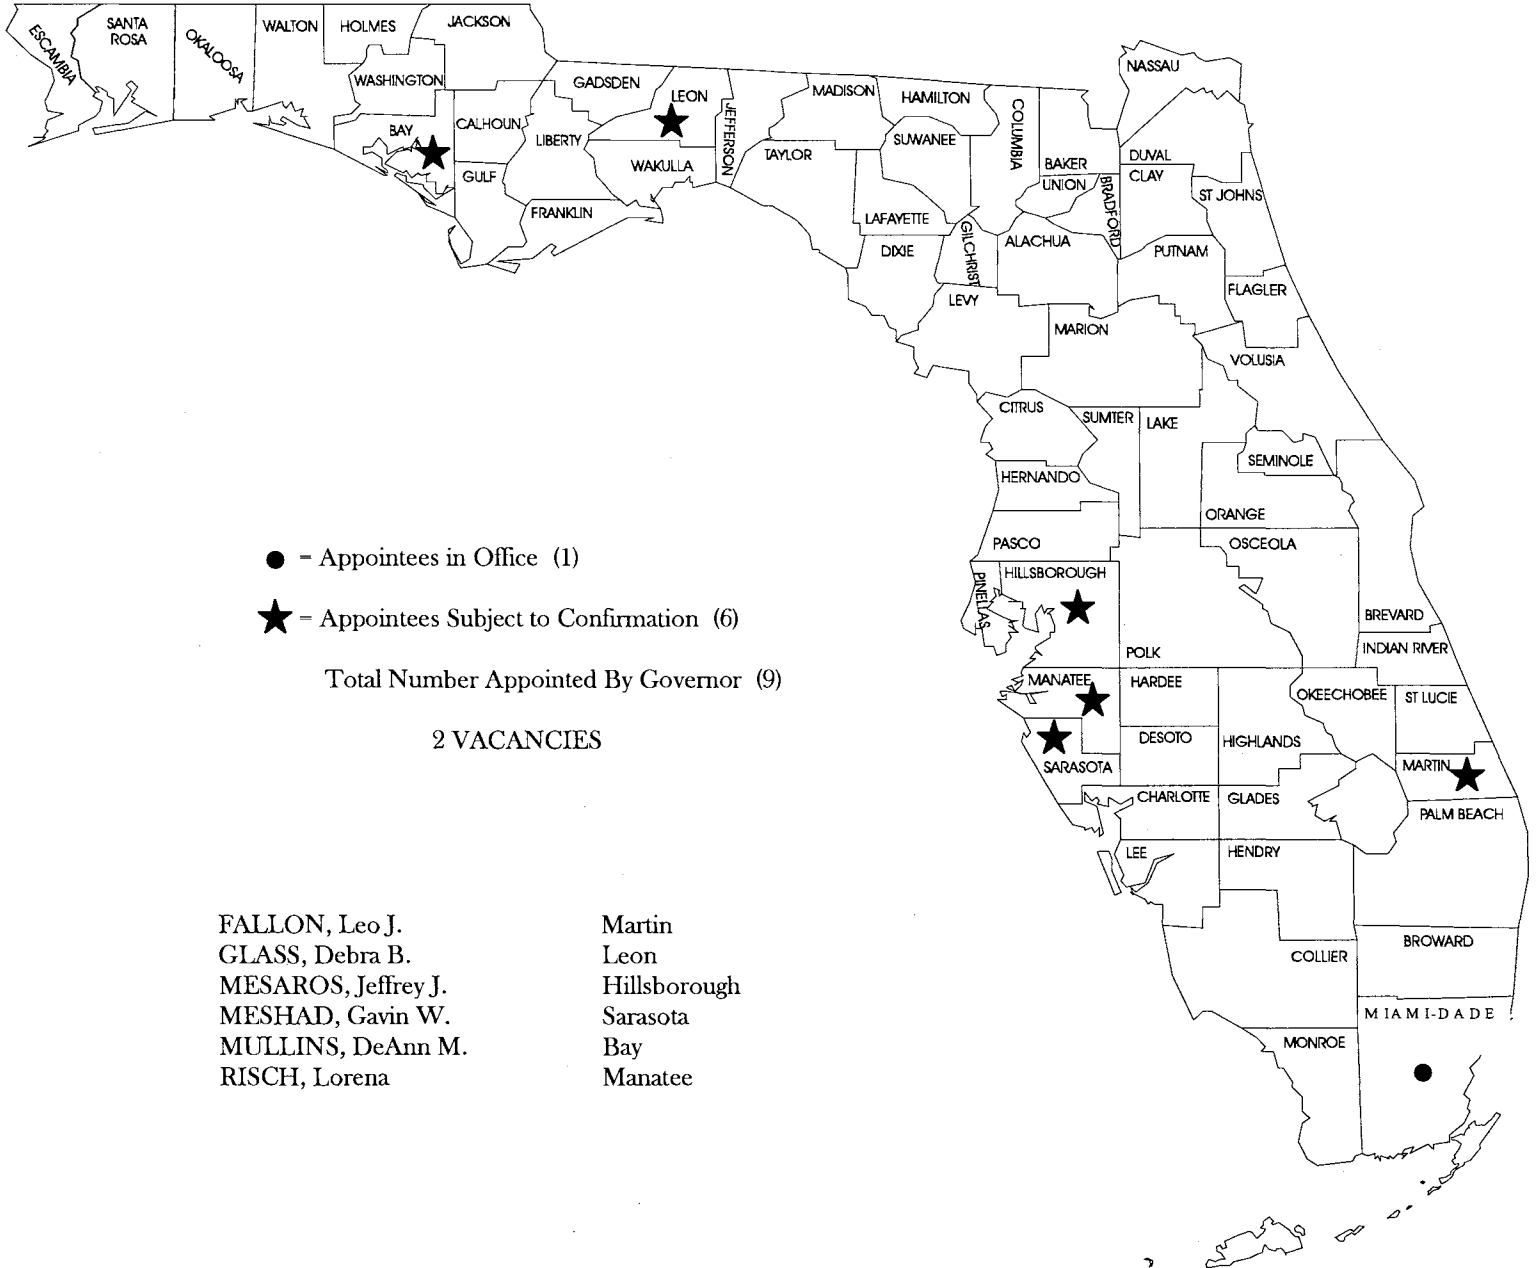 ESCAMBIA
SANTA
ROSA
OKALOOSA
WALTON
HOLMES
JACKSON
WASHINGTON
BAY
CALHOUN
GULF
GADSDEN
LIBERTY
FRANKLIN
LEON
WAKULLA
JEFFERSON
MADISON
TAYLOR
HAMILTON
SUWANEE
LAFAYETTE
DIXIE
COLUMBIA
GILCHRIST
LEVY
BAKER
UNION
BRADFORD
ALACHUA
NASSAU
DUVAL
CLAY
ST JOHNS
PUTNAM
FLAGLER
MARION
VOLUSIA
CITRUS
SUMTER
LAKE
SEMINOLE
HERNANDO
ORANGE
PASCO
OSCEOLA
HILLSBOROUGH
PINELLAS
POLK
BREVARD
INDIAN RIVER
MANATEE
HARDEE
OKEECHOBEE
ST LUCIE
DESOTO
HIGHLANDS
SARASOTA
MARTIN
CHARLOTTE
GLADES
PALM BEACH
LEE
HENDRY
BROWARD
COLLIER
MIAMI-DADE
MONROE
= Appointees in Office (1)
= Appointees Subject to Confirmation (6)
Total Number Appointed By Governor (9)
2 VACANCIES
FALLON, Leo J. Martin
GLASS, Debra B. Leon
MESAROS, Jeffrey J. Hillsborough
MESHAD, Gavin W. Sarasota
MULLINS, DeAnn M. Bay
RISCH, Lorena Manatee